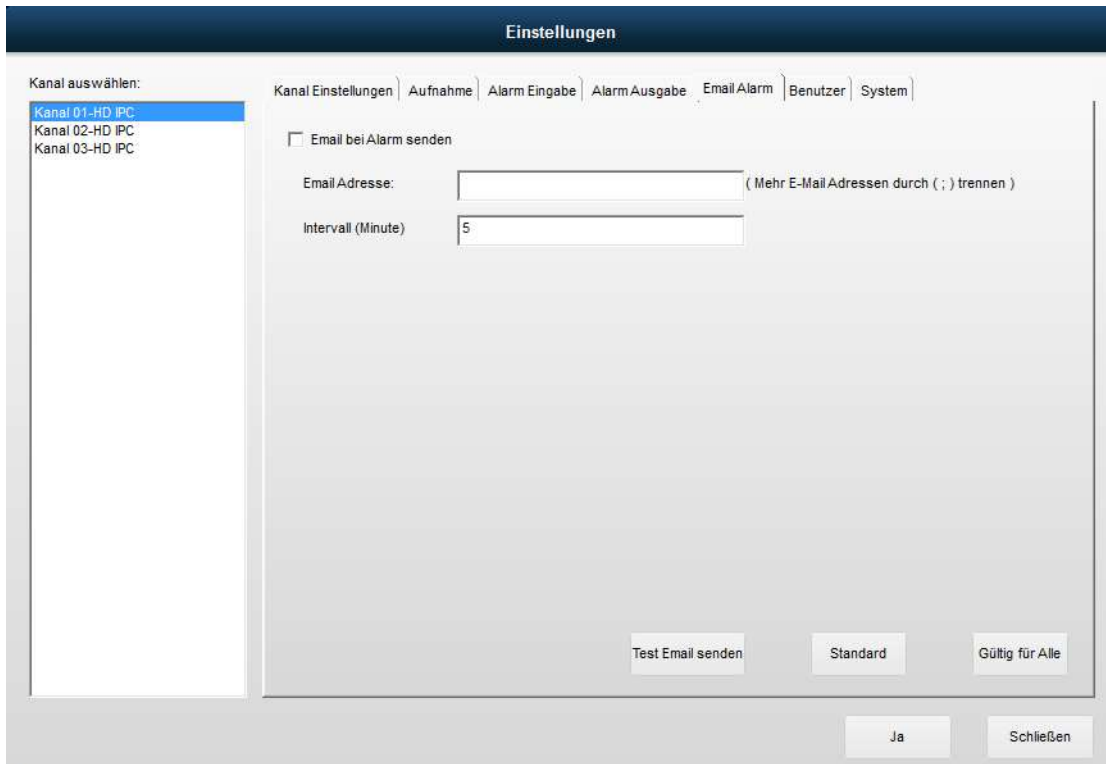 Einstellungen
Kanal auswählen:
Kanal 01-HD IPC
Kanal 02-HD IPC
Kanal 03-HD IPC
Kanal Einstellungen Aufnahme Alarm Eingabe Alarm Ausgabe Email Alarm Benutzer System
Email bei Alarm senden
Email Adresse: ( Mehr E-Mail Adressen durch ( ; ) trennen )
Intervall (Minute) 5
Test Email senden Standard Gültig für Alle
Ja Schließen